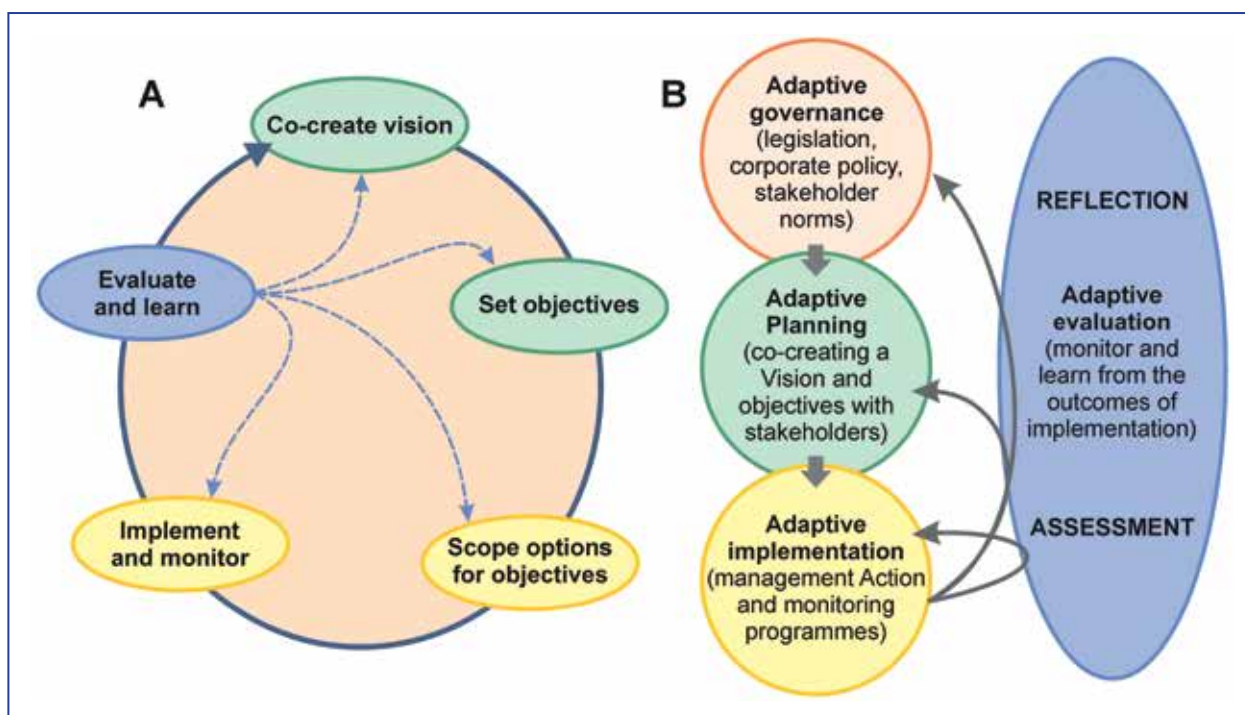 A
Co-create vision
Evaluate
and learn
Set objectives
Implement
and monitor
Scope options
for objectives
B
Adaptive
governance
(legislation,
corporate policy,
stakeholder
norms)
Adaptive
Planning
(co-creating a
Vision and
objectives with
stakeholders)
Adaptive
implementation
(management Action
and monitoring
programmes)
REFLECTION
Adaptive
evaluation
(monitor and
learn from the
outcomes of
implementation)
ASSESSMENT